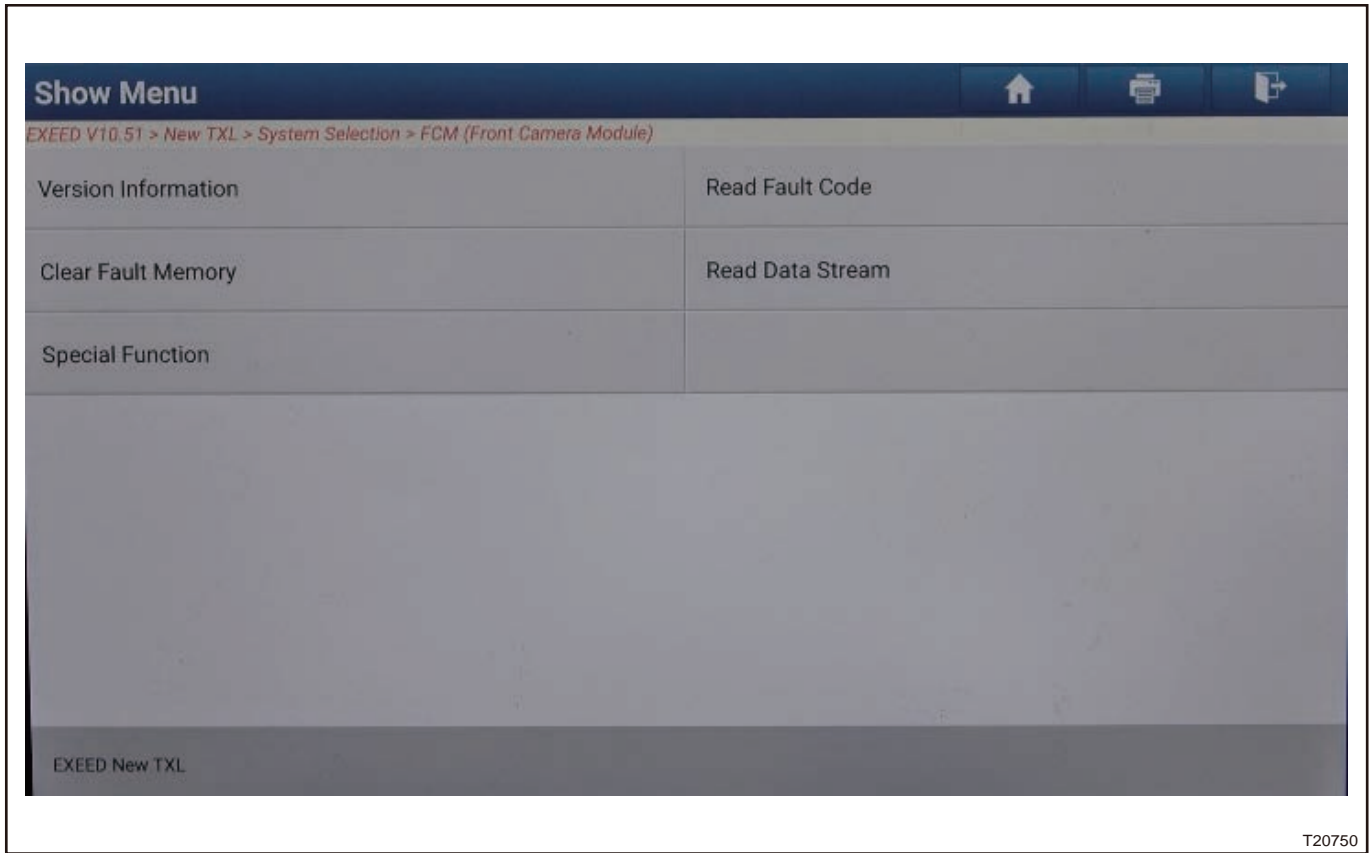 Show Menu
EXEED V10.51 > New TXL > System Selection > FCM (Front Camera Module)
Version Information
Read Fault Code
Clear Fault Memory
Read Data Stream
Special Function
EXEED New TXL
T20750